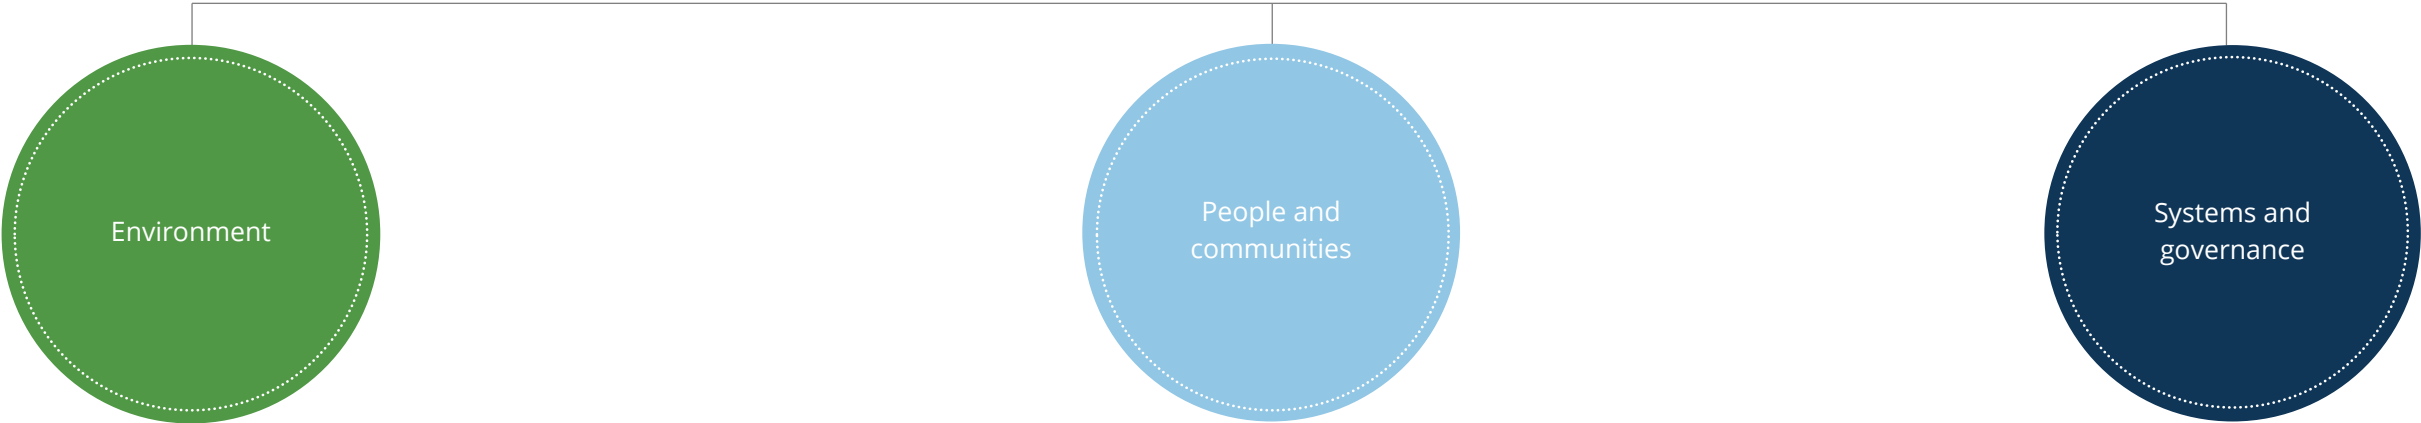 Environment
People and
communities
Systems and
governance